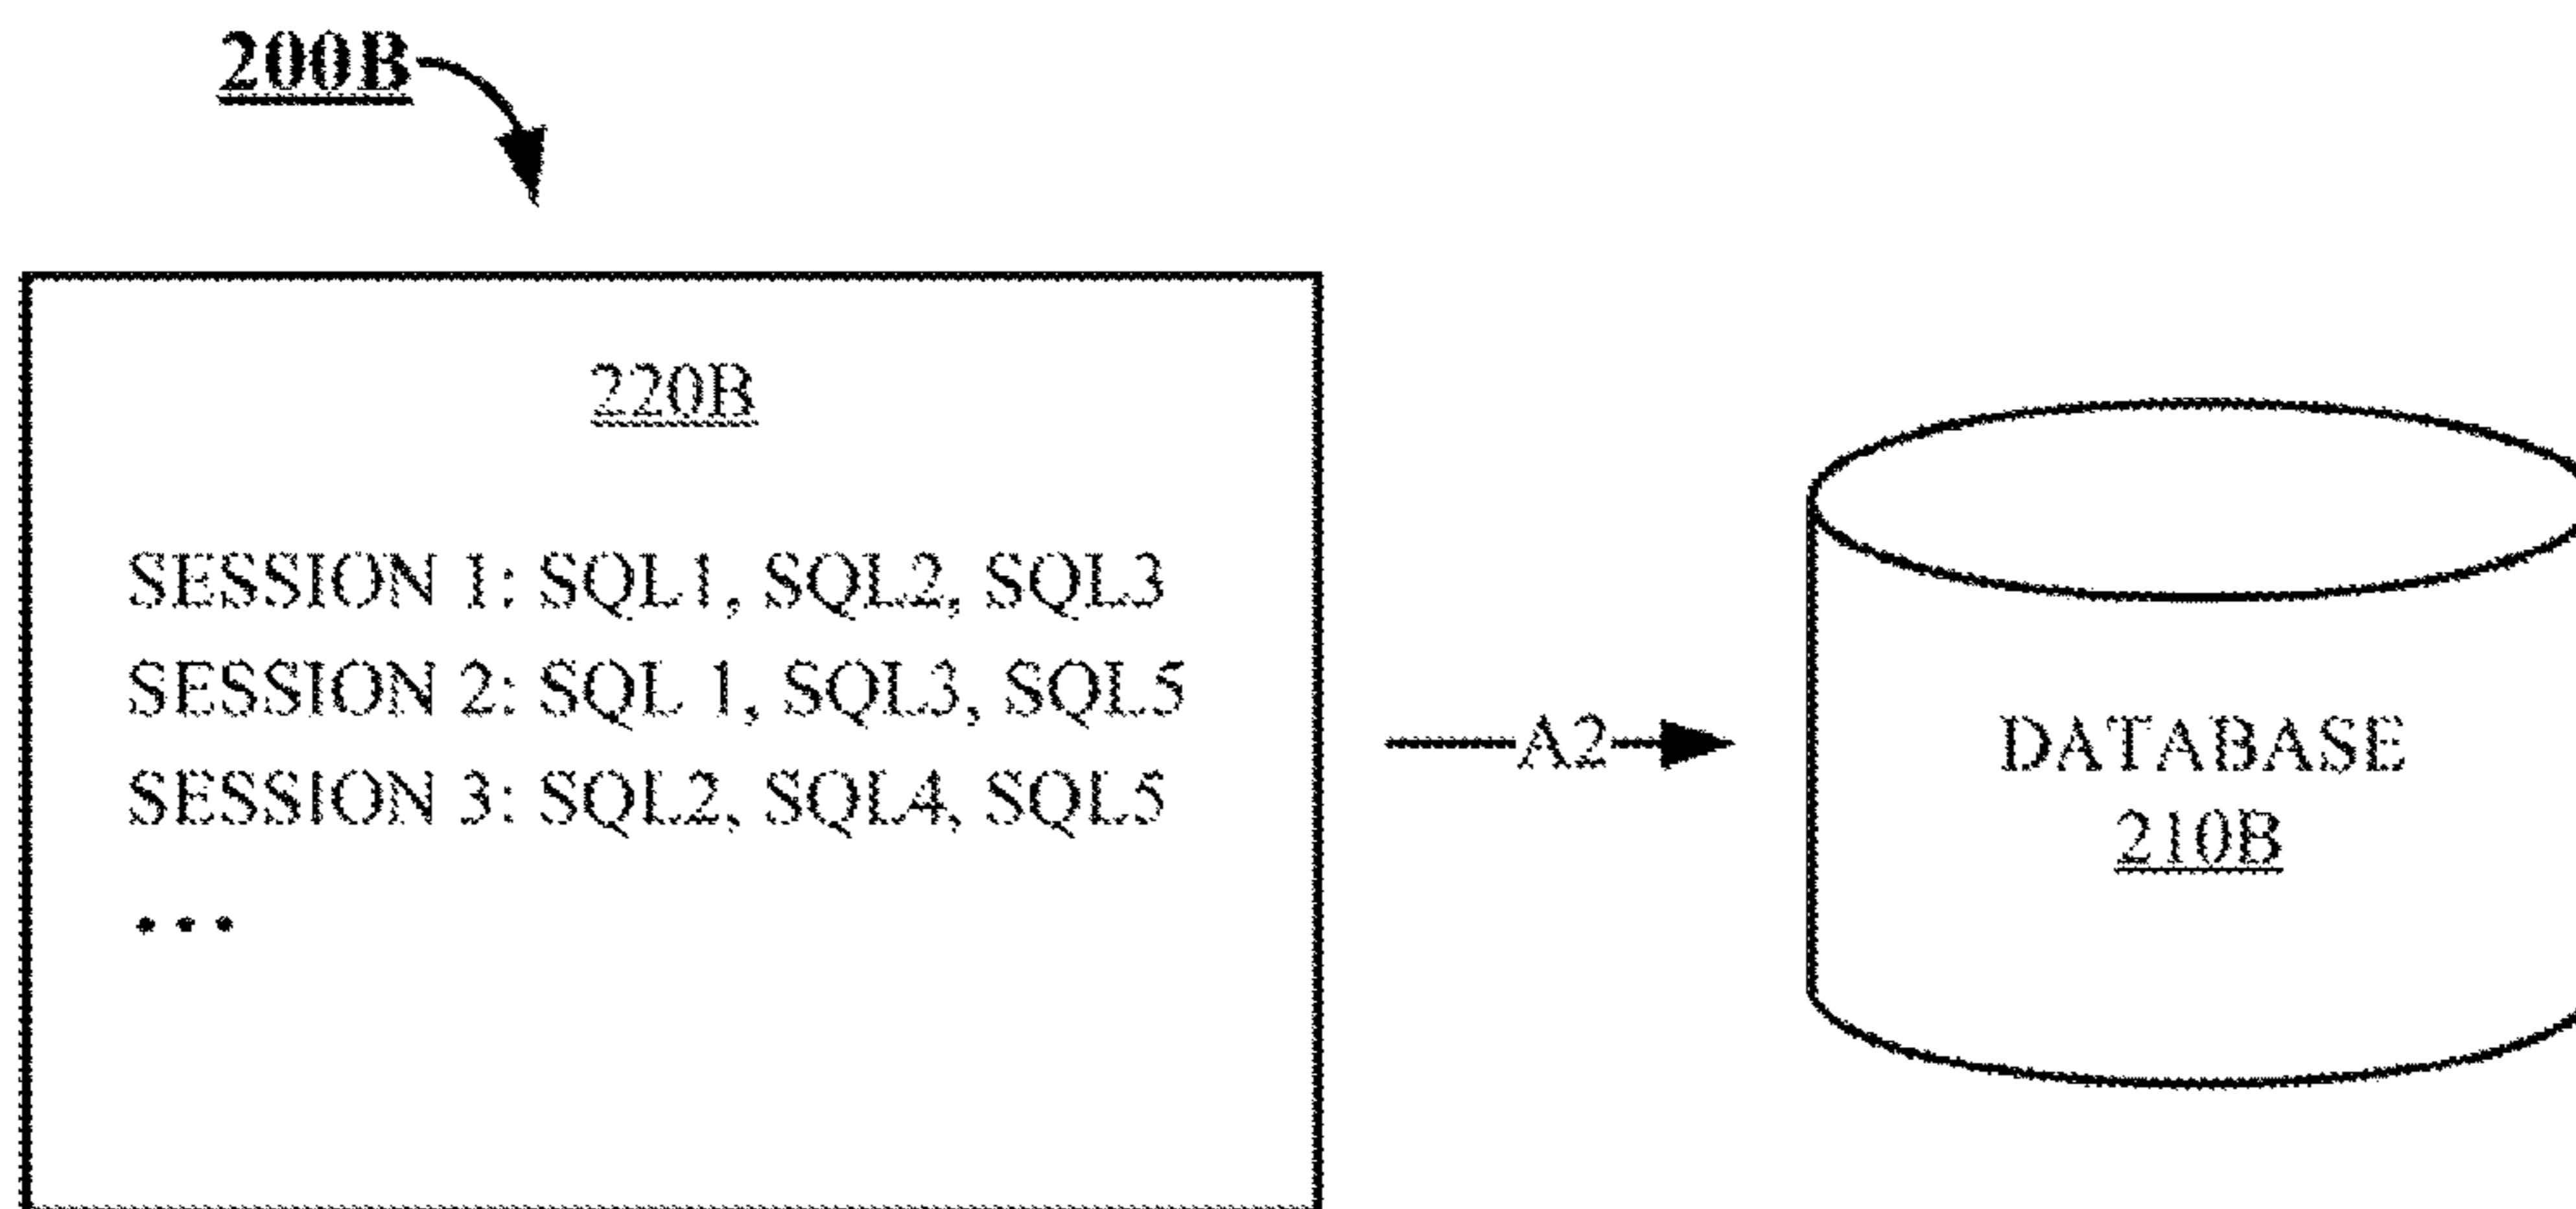 200B
220B
SESSION 1: SQL1, SQL2, SQL3
SESSION 2: SQL 1, SQL3, SQL5
SESSION 3: SQL2, SQL4, SQL5
...
A2
DATABASE
210B